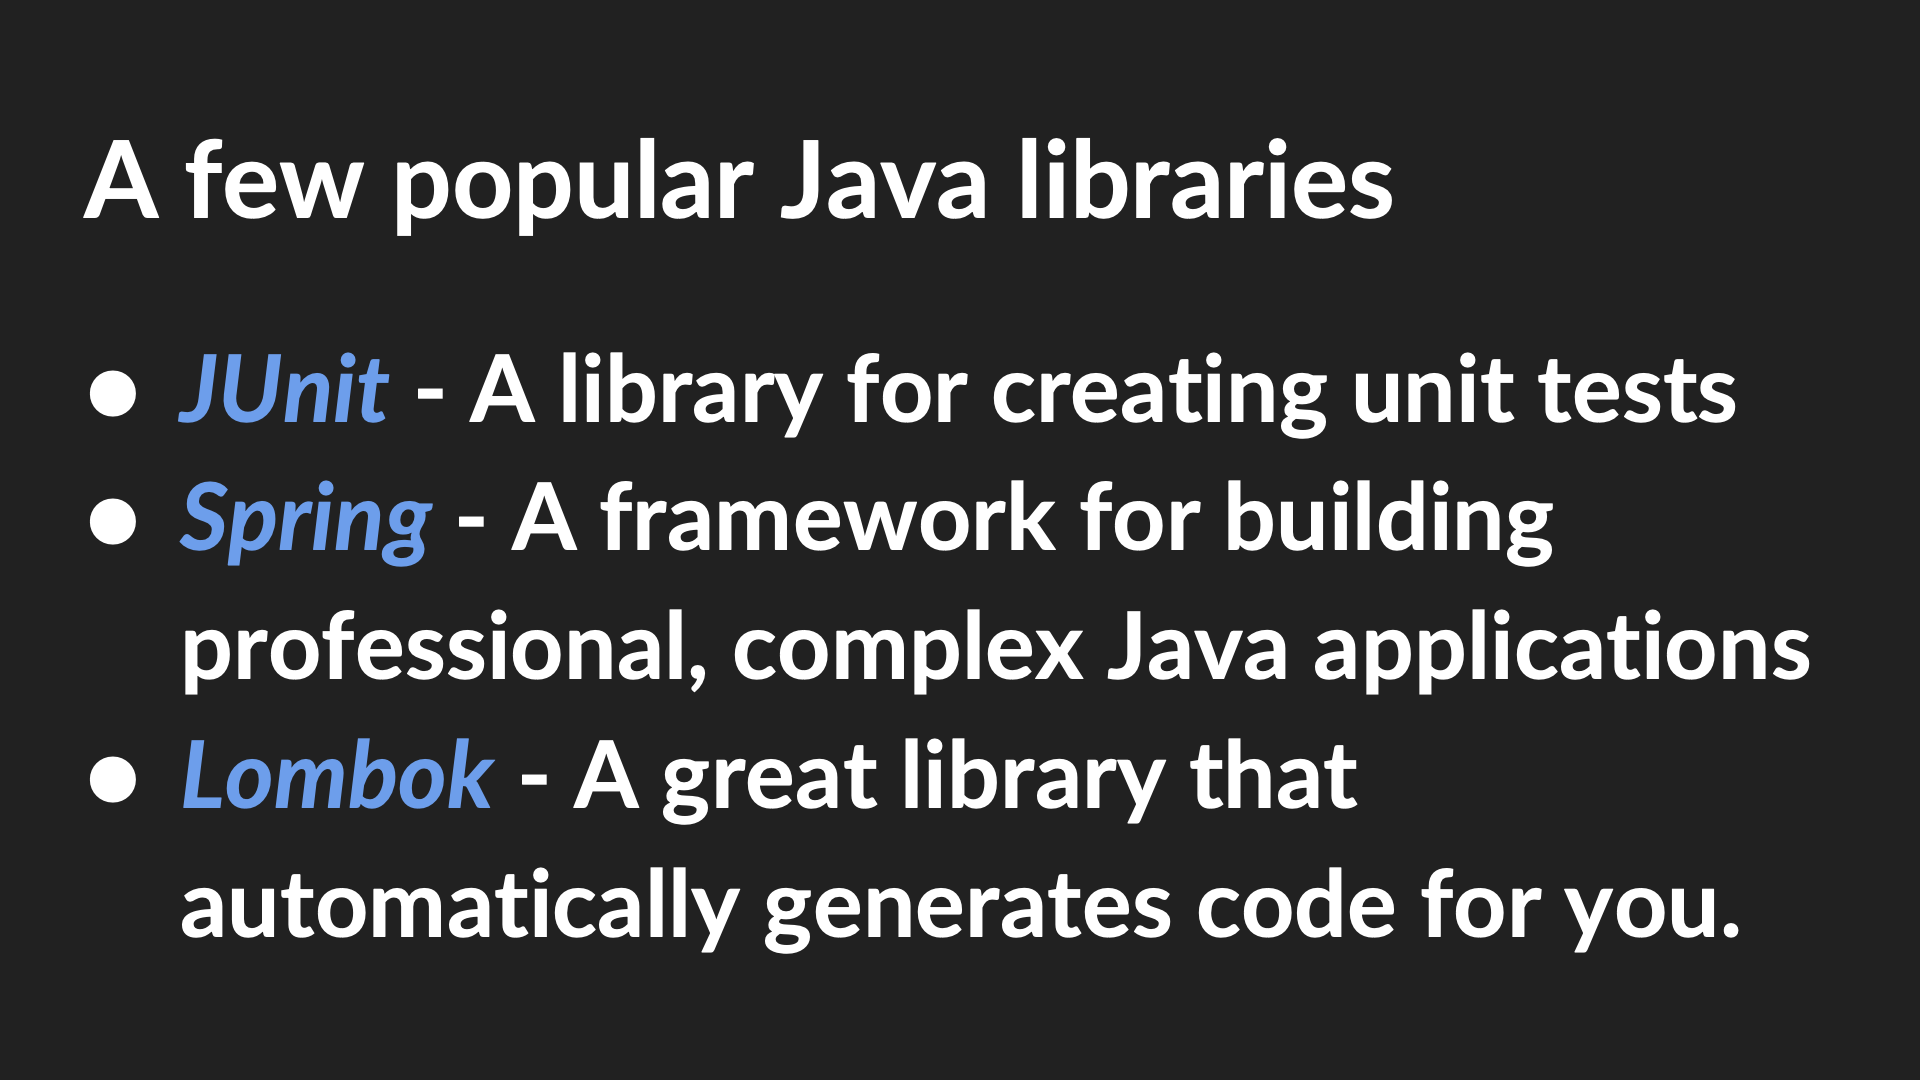 A few popular Java libraries
● JUnit - A library for creating unit tests
● Spring - A framework for building
professional, complex Java applications
● Lombok - A great library that
automatically generates code for you.